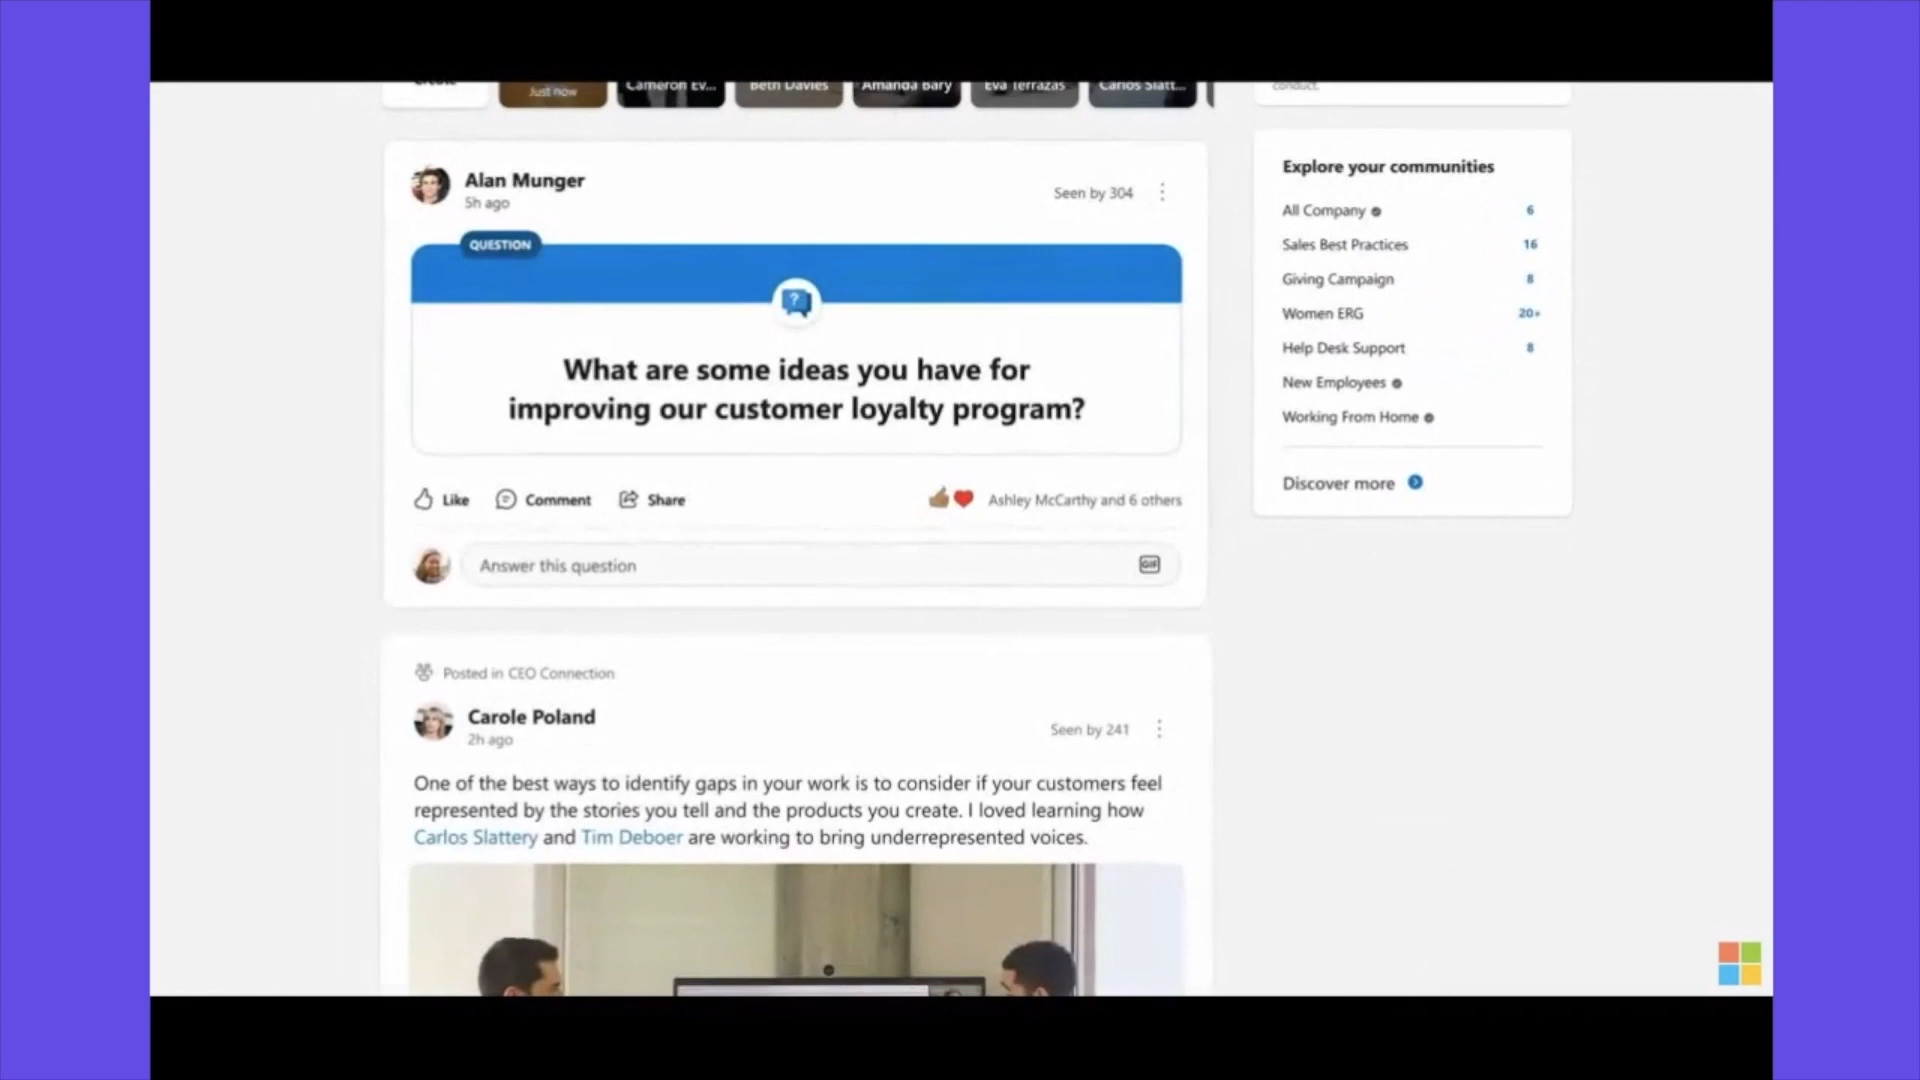 Create
Just now
Cameron Ev...
Beth Davies
Amanda Bary
Eva Terrazas
Carlos Slatt...
conduct.
Alan Munger
5h ago
Seen by 304
QUESTION
?
What are some ideas you have for
improving our customer loyalty program?
Like
Comment
Share
Ashley McCarthy and 6 others
Answer this question
GIF
Explore your communities
All Company
6
Sales Best Practices
16
Giving Campaign
8
Women ERG
20+
Help Desk Support
8
New Employees
Working From Home
Discover more
Posted in CEO Connection
Carole Poland
2h ago
Seen by 241
One of the best ways to identify gaps in your work is to consider if your customers feel
represented by the stories you tell and the products you create. I loved learning how
Carlos Slattery and Tim Deboer are working to bring underrepresented voices.